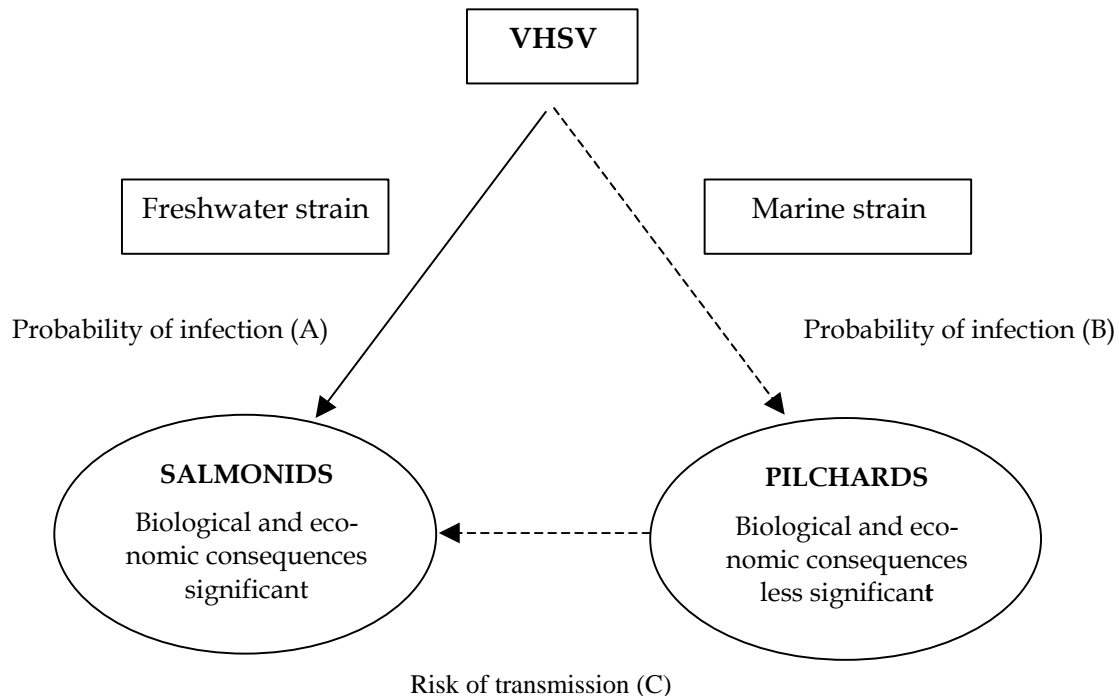 VHSV
Freshwater strain
Marine strain
Probability of infection (A)
Probability of infection (B)
SALMONIDS
Biological and eco-
nomic consequences
significant
PILCHARDS
Biological and eco-
nomic consequences
less significant
Risk of transmission (C)